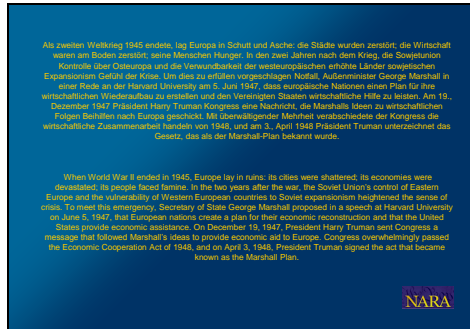 Als zweiten Weltkrieg 1945 endete, lag Europa in Schutt und Asche: die Städte wurden zerstört; die Wirtschaft
waren am Boden zerstört; seine Menschen Hunger. In den zwei Jahren nach dem Krieg, die Sowjetunion
Kontrolle über Osteuropa und die Verwundbarkeit der westeuropäischen erhöhte Länder sowjetischen
Expansionism Gefühl der Krise. Um dies zu erfüllen vorgeschlagen Notfall, Außenminister George Marshall in
einer Rede an der Harvard University am 5. Juni 1947, dass europäische Nationen einen Plan für ihre
wirtschaftlichen Wiederaufbau zu erstellen und den Vereinigten Staaten wirtschaftliche Hilfe zu leisten. Am 19.,
Dezember 1947 Präsident Harry Truman Kongress eine Nachricht, die Marshalls Ideen zu wirtschaftlichen
Folgen Beihilfen nach Europa geschickt. Mit überwältigender Mehrheit verabschiedete der Kongress die
wirtschaftliche Zusammenarbeit handeln von 1948, und am 3., April 1948 Präsident Truman unterzeichnet das
Gesetz, das als der Marshall-Plan bekannt wurde.
When World War II ended in 1945, Europe lay in ruins: its cities were shattered; its economies were
devastated; its people faced famine. In the two years after the war, the Soviet Union's control of Eastern
Europe and the vulnerability of Western European countries to Soviet expansionism heightened the sense of
crisis. To meet this emergency, Secretary of State George Marshall proposed in a speech at Harvard University
on June 5, 1947, that European nations create a plan for their economic reconstruction and that the United
States provide economic assistance. On December 19, 1947, President Harry Truman sent Congress a
message that followed Marshall's ideas to provide economic aid to Europe. Congress overwhelmingly passed
the Economic Cooperation Act of 1948, and on April 3, 1948, President Truman signed the act that became
known as the Marshall Plan.
NARA